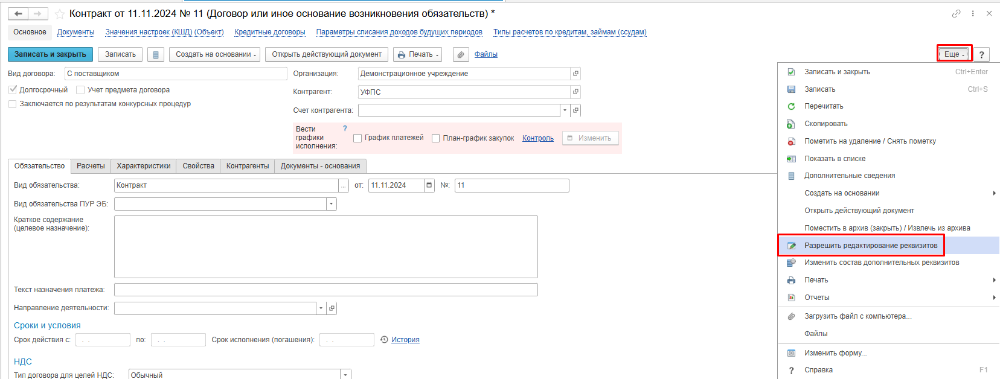 Контракт от 11.11.2024 № 11 (Договор или иное основание возникновения обязательств) *
Основное Документы Значения настроек (КШД) (Объект) Кредитные договоры Параметры списания доходов будущих периодов Типы расчетов по кредитам, займам (ссудам)
Записать и закрыть Записать Создать на основании Открыть действующий документ Печать Файлы Еще ?
Вид договора: С поставщиком Организация: Демонстрационное учреждение
Долгосрочный Учет предмета договора Контрагент: УФПС
Заключается по результатам конкурсных процедур
Счет контрагента:
Вести ?
графики График платежей План-график закупок Контроль Изменить
исполнения:
Обязательство Расчеты Характеристики Свойства Контрагенты Документы - основания
Вид обязательства: Контракт ... от: 11.11.2024 №: 11
Вид обязательства ПУР ЭБ:
Краткое содержание
(целевое назначение):
Текст назначения платежа:
Направление деятельности:
Сроки и условия
Срок действия с: . . по: . . Срок исполнения (погашения): . . История
НДС
Тип договора для целей НДС: Обычный
Записать и закрыть Ctrl+Enter
Записать Ctrl+S
Перечитать
Скопировать
Пометить на удаление / Снять пометку
Показать в списке
Дополнительные сведения
Создать на основании
Открыть действующий документ
Поместить в архив (закрыть) / Извлечь из архива
Разрешить редактирование реквизитов
Изменить состав дополнительных реквизитов
Печать
Отчеты
Загрузить файл с компьютера...
Файлы
Изменить форму...
? Справка F1